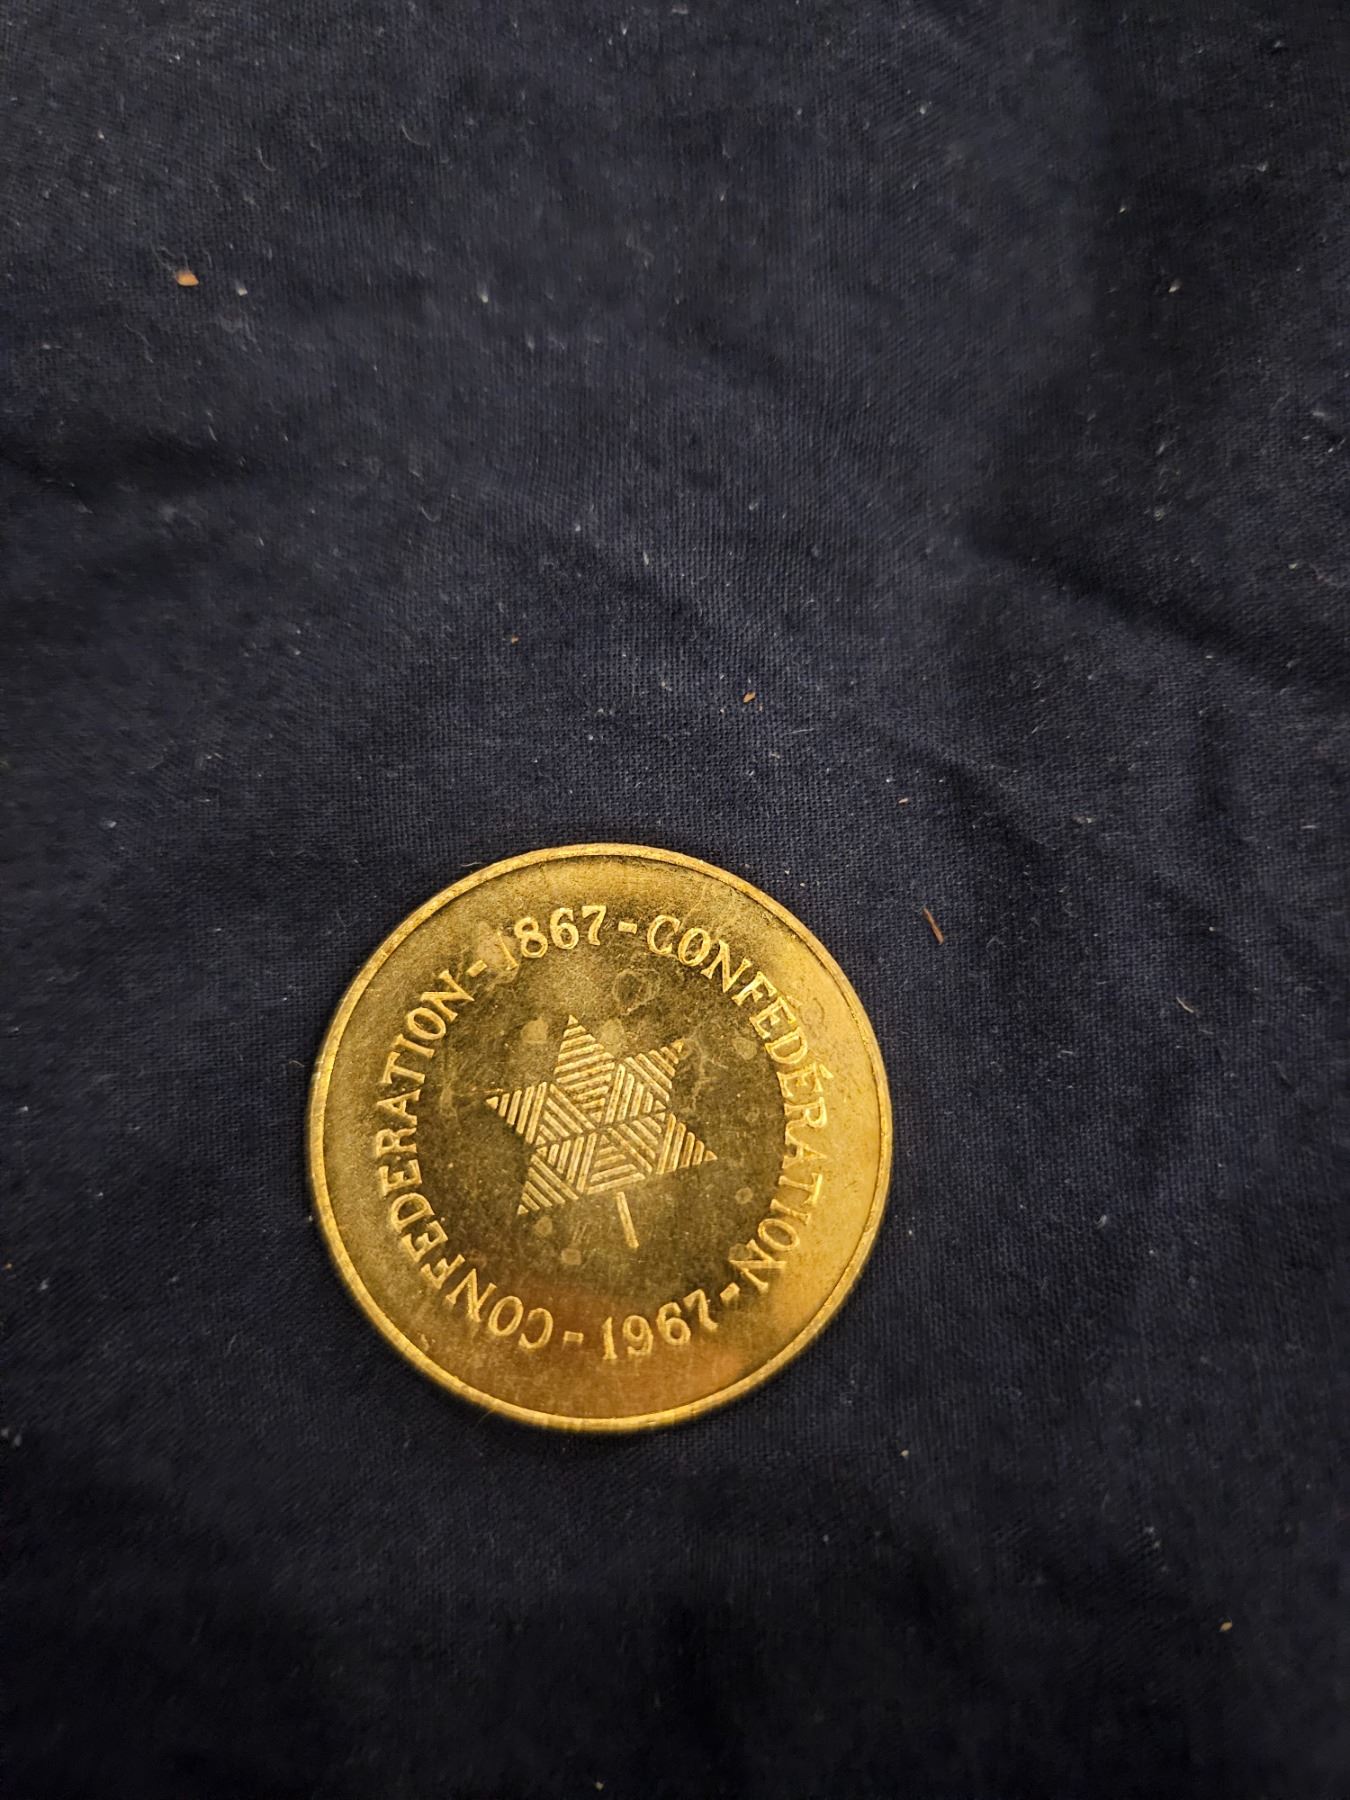 CONFEDERATION - 1867 - CONFÉDÉRATION - 1967 -